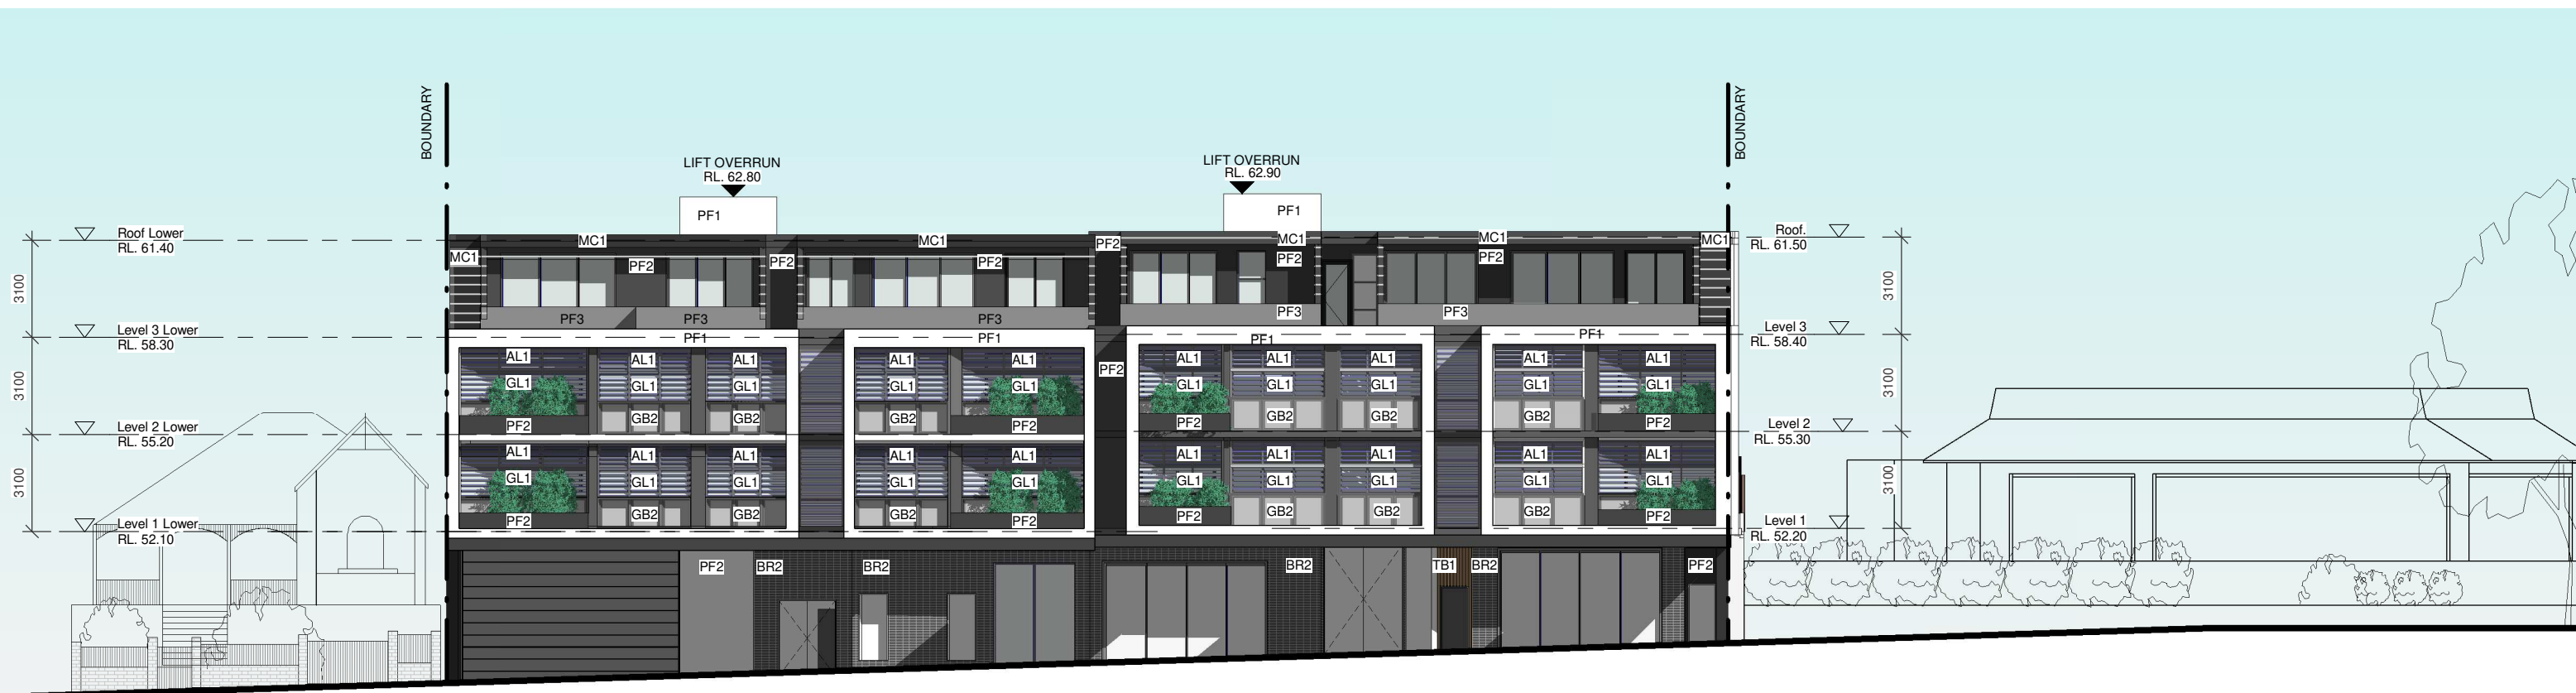 BOUNDARY
BOUNDARY
LIFT OVERRUN
RL. 62.80
LIFT OVERRUN
RL. 62.90
PF1
PF1
Roof Lower
RL. 61.40
Roof.
RL. 61.50
MC1
MC1
PF2
MC1
MC1
MC1
MC1
PF2
PF2
PF2
PF2
PF2
3100
3100
PF3
PF3
PF3
PF3
PF3
Level 3 Lower
RL. 58.30
Level 3
RL. 58.40
PF1
PF1
PF1
PF1
AL1
AL1
AL1
AL1
AL1
AL1
AL1
AL1
AL1
AL1
PF2
GL1
GL1
GL1
GL1
GL1
GL1
GL1
GL1
GL1
GL1
3100
3100
GB2
GB2
GB2
GB2
GB2
GB2
PF2
PF2
PF2
PF2
Level 2 Lower
RL. 55.20
Level 2
RL. 55.30
AL1
AL1
AL1
AL1
AL1
AL1
AL1
AL1
AL1
AL1
GL1
GL1
GL1
GL1
GL1
GL1
GL1
GL1
GL1
GL1
3100
3100
GB2
GB2
GB2
GB2
GB2
GB2
PF2
PF2
PF2
PF2
Level 1 Lower
RL. 52.10
Level 1
RL. 52.20
PF2
BR2
BR2
BR2
TB1
BR2
PF2